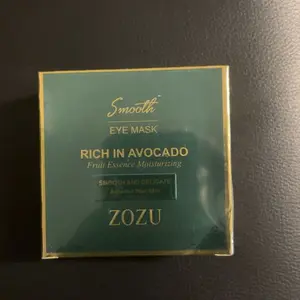 Smooth
EYE MASK
RICH IN AVOCADO
Fruit Essence Moisturizing
SMOOTH AND DELICATE
ZOZU